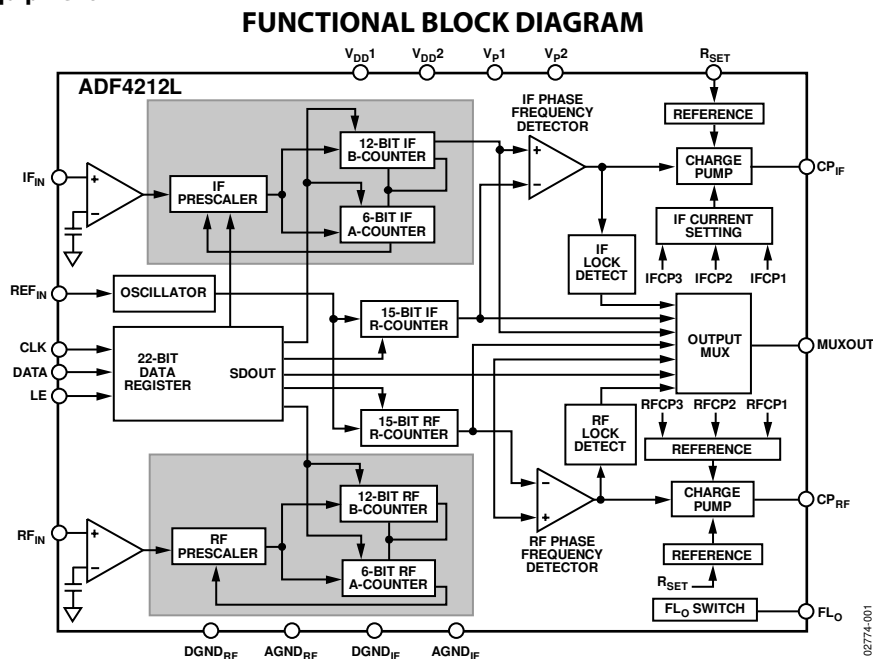 FUNCTIONAL BLOCK DIAGRAM
VDD1 VDD2 VP1 VP2 RSET
ADF4212L
IF PHASE
FREQUENCY
DETECTOR
REFERENCE
12-BIT IF
B-COUNTER
IFIN
+
–
IF
PRESCALER
+
–
CHARGE
PUMP
CPIF
6-BIT IF
A-COUNTER
IF CURRENT
SETTING
IF
LOCK
DETECT
IFCP3 IFCP2 IFCP1
REFIN
OSCILLATOR
15-BIT IF
R-COUNTER
OUTPUT
MUX
MUXOUT
CLK
DATA
LE
22-BIT
DATA
REGISTER
SDOUT
15-BIT RF
R-COUNTER
RF
LOCK
DETECT
RFCP3 RFCP2 RFCP1
REFERENCE
12-BIT RF
B-COUNTER
–
+
CHARGE
PUMP
CPRF
RFIN
+
–
RF
PRESCALER
6-BIT RF
A-COUNTER
RF PHASE
FREQUENCY
DETECTOR
REFERENCE
RSET
FLO SWITCH
FLO
DGNDRF AGNDRF DGNDIF AGNDIF
02774-001